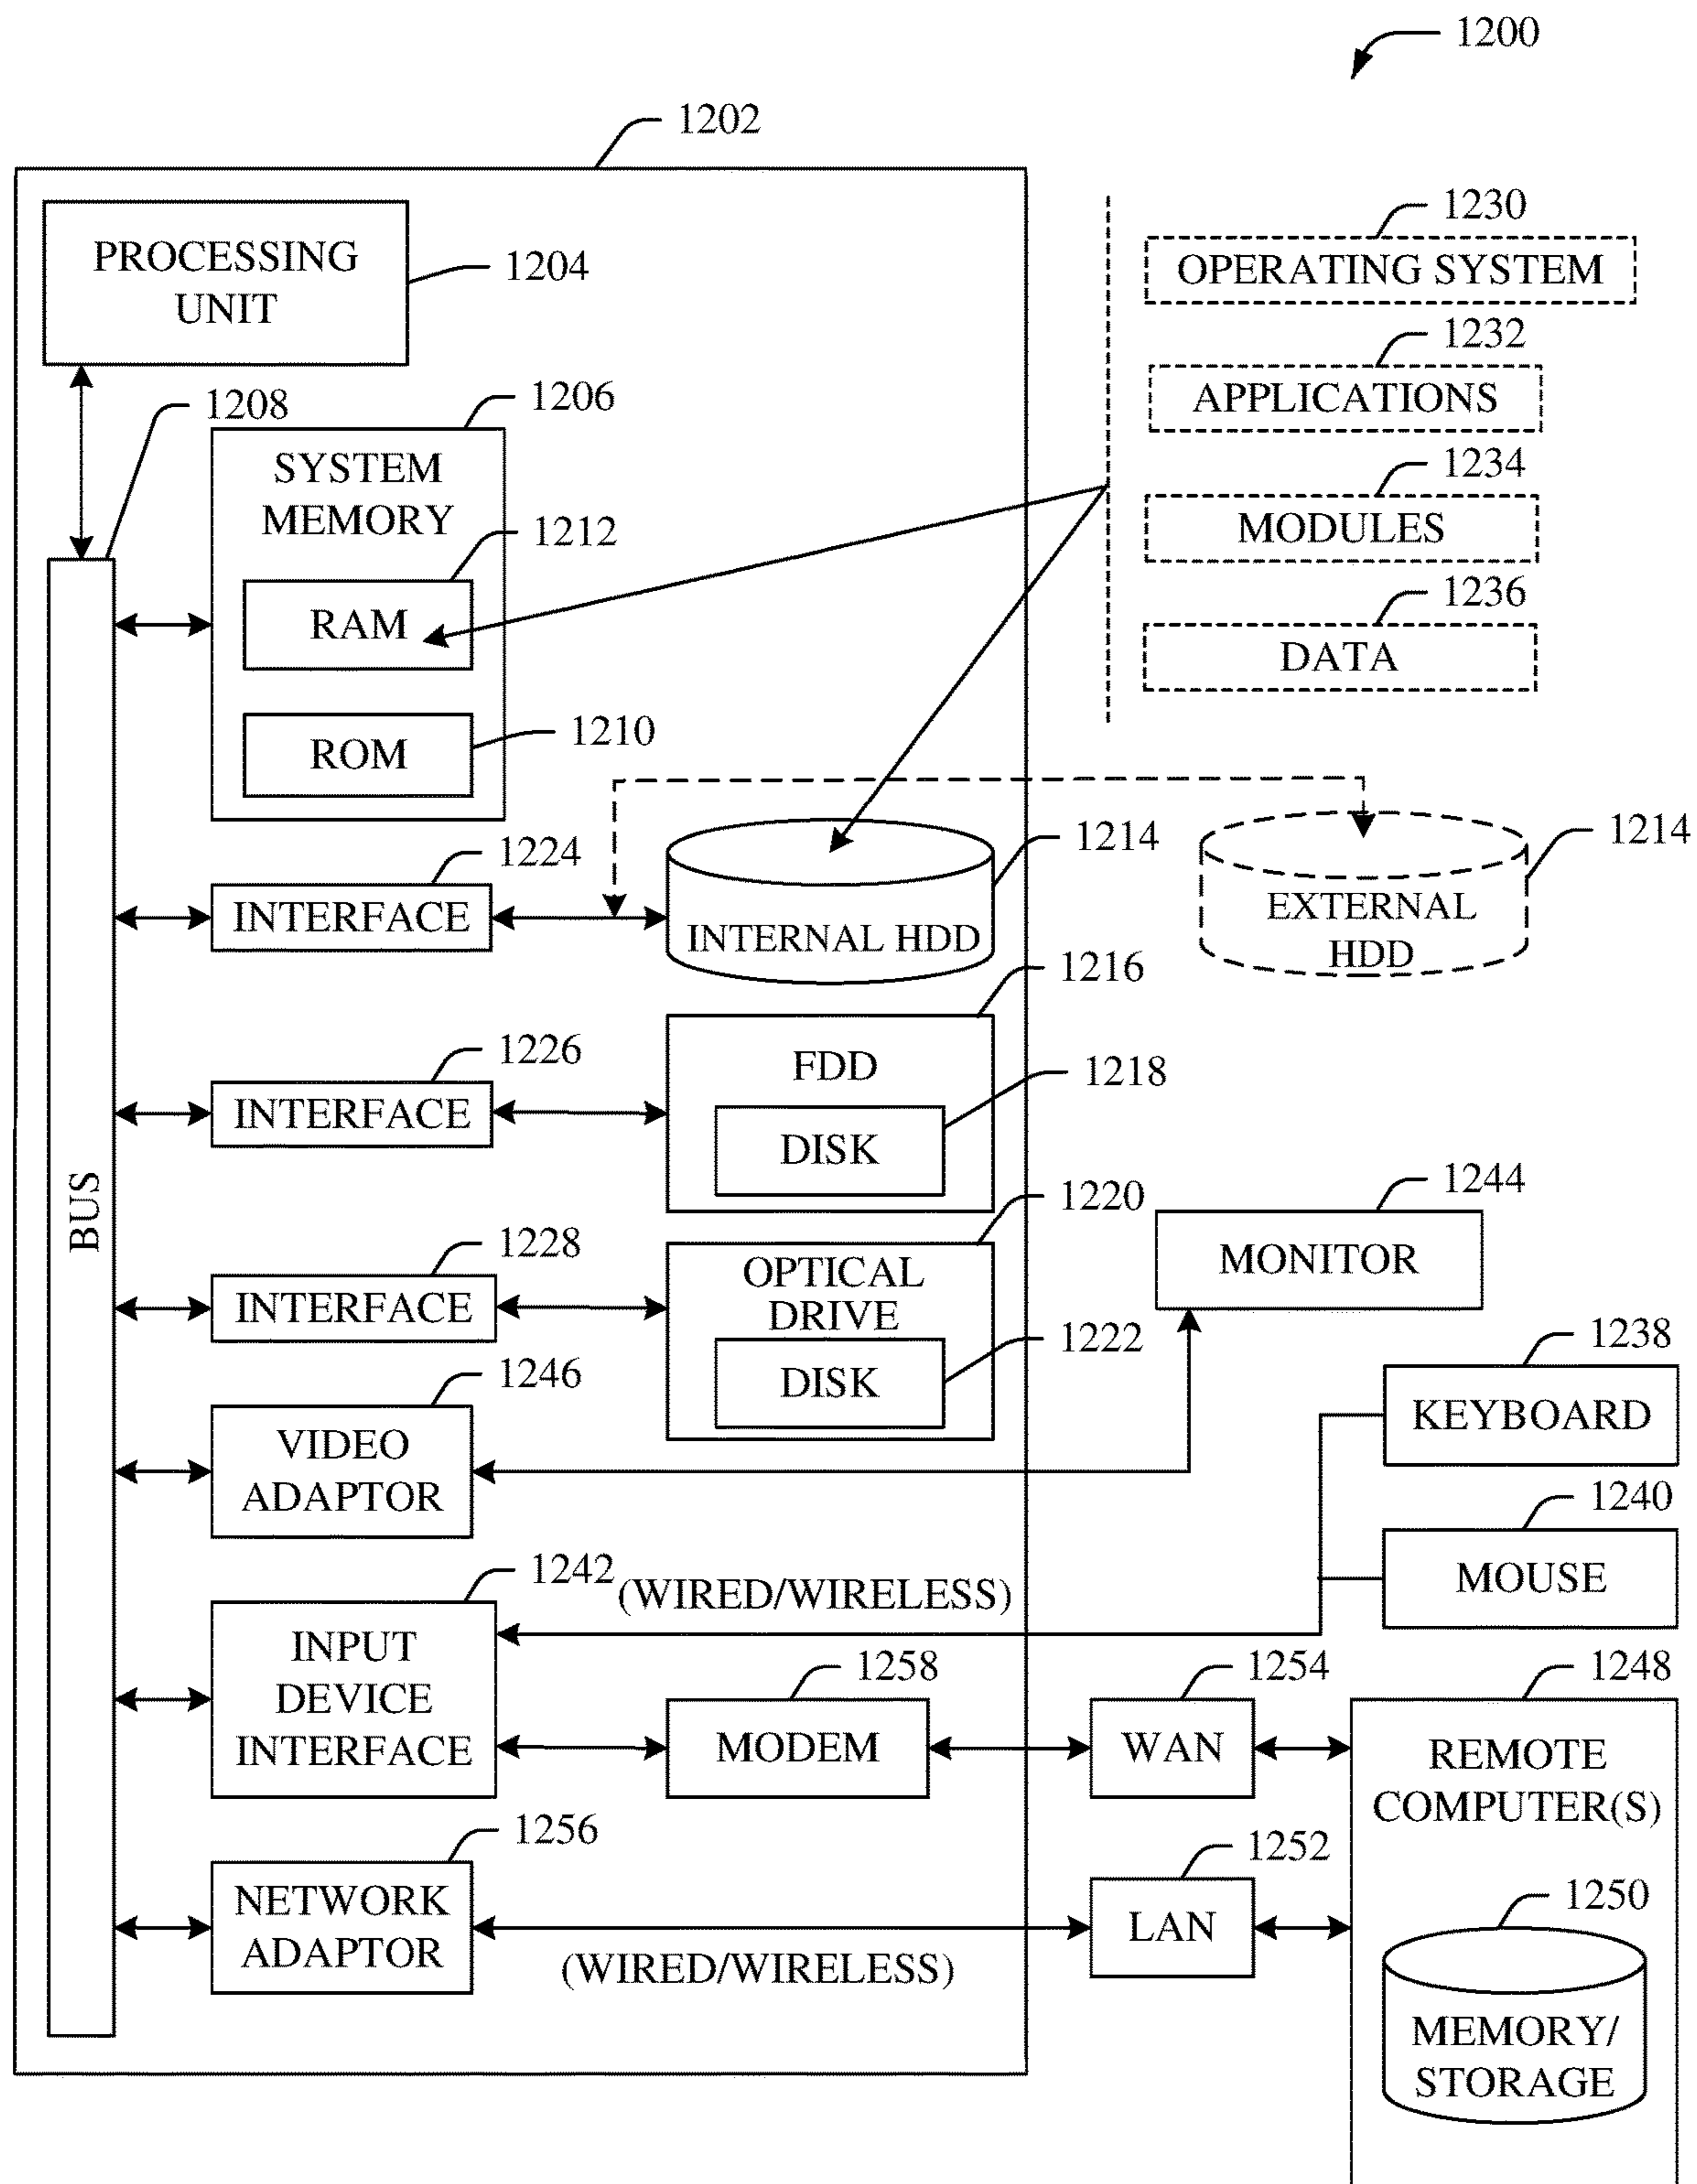 1200
1202
PROCESSING
UNIT
1204
1230
OPERATING SYSTEM
1232
APPLICATIONS
1234
MODULES
1236
DATA
1208
1206
SYSTEM
MEMORY
1212
RAM
1210
ROM
1224
INTERFACE
1214
INTERNAL HDD
1214
EXTERNAL
HDD
1216
FDD
1226
INTERFACE
1218
DISK
BUS
1220
OPTICAL
DRIVE
1228
INTERFACE
1222
DISK
1244
MONITOR
1246
VIDEO
ADAPTOR
1238
KEYBOARD
1240
MOUSE
1242
(WIRED/WIRELESS)
INPUT
DEVICE
INTERFACE
1258
MODEM
1254
WAN
1248
REMOTE
COMPUTER(S)
1256
NETWORK
ADAPTOR
(WIRED/WIRELESS)
1252
LAN
1250
MEMORY/
STORAGE